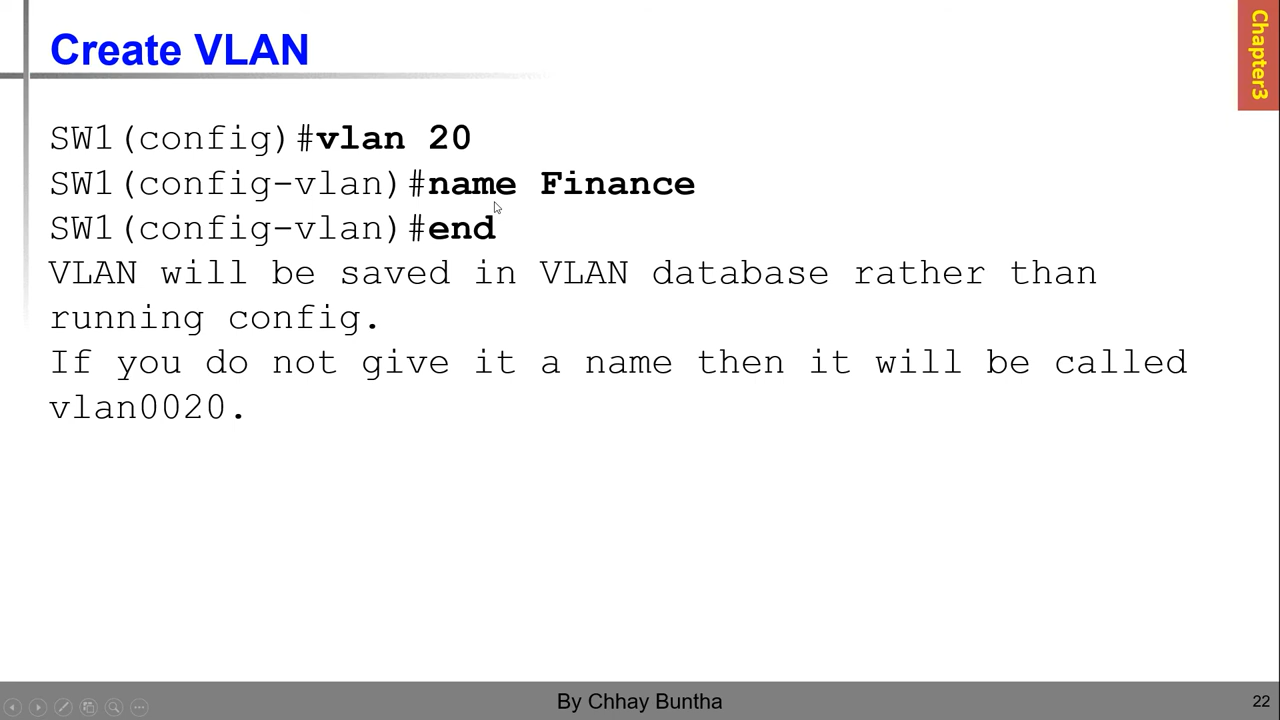 Create VLAN
Chapter3
SW1(config)#vlan 20
SW1(config-vlan)#name Finance
SW1(config-vlan)#end
VLAN will be saved in VLAN database rather than
running config.
If you do not give it a name then it will be called
vlan0020.
By Chhay Buntha
22